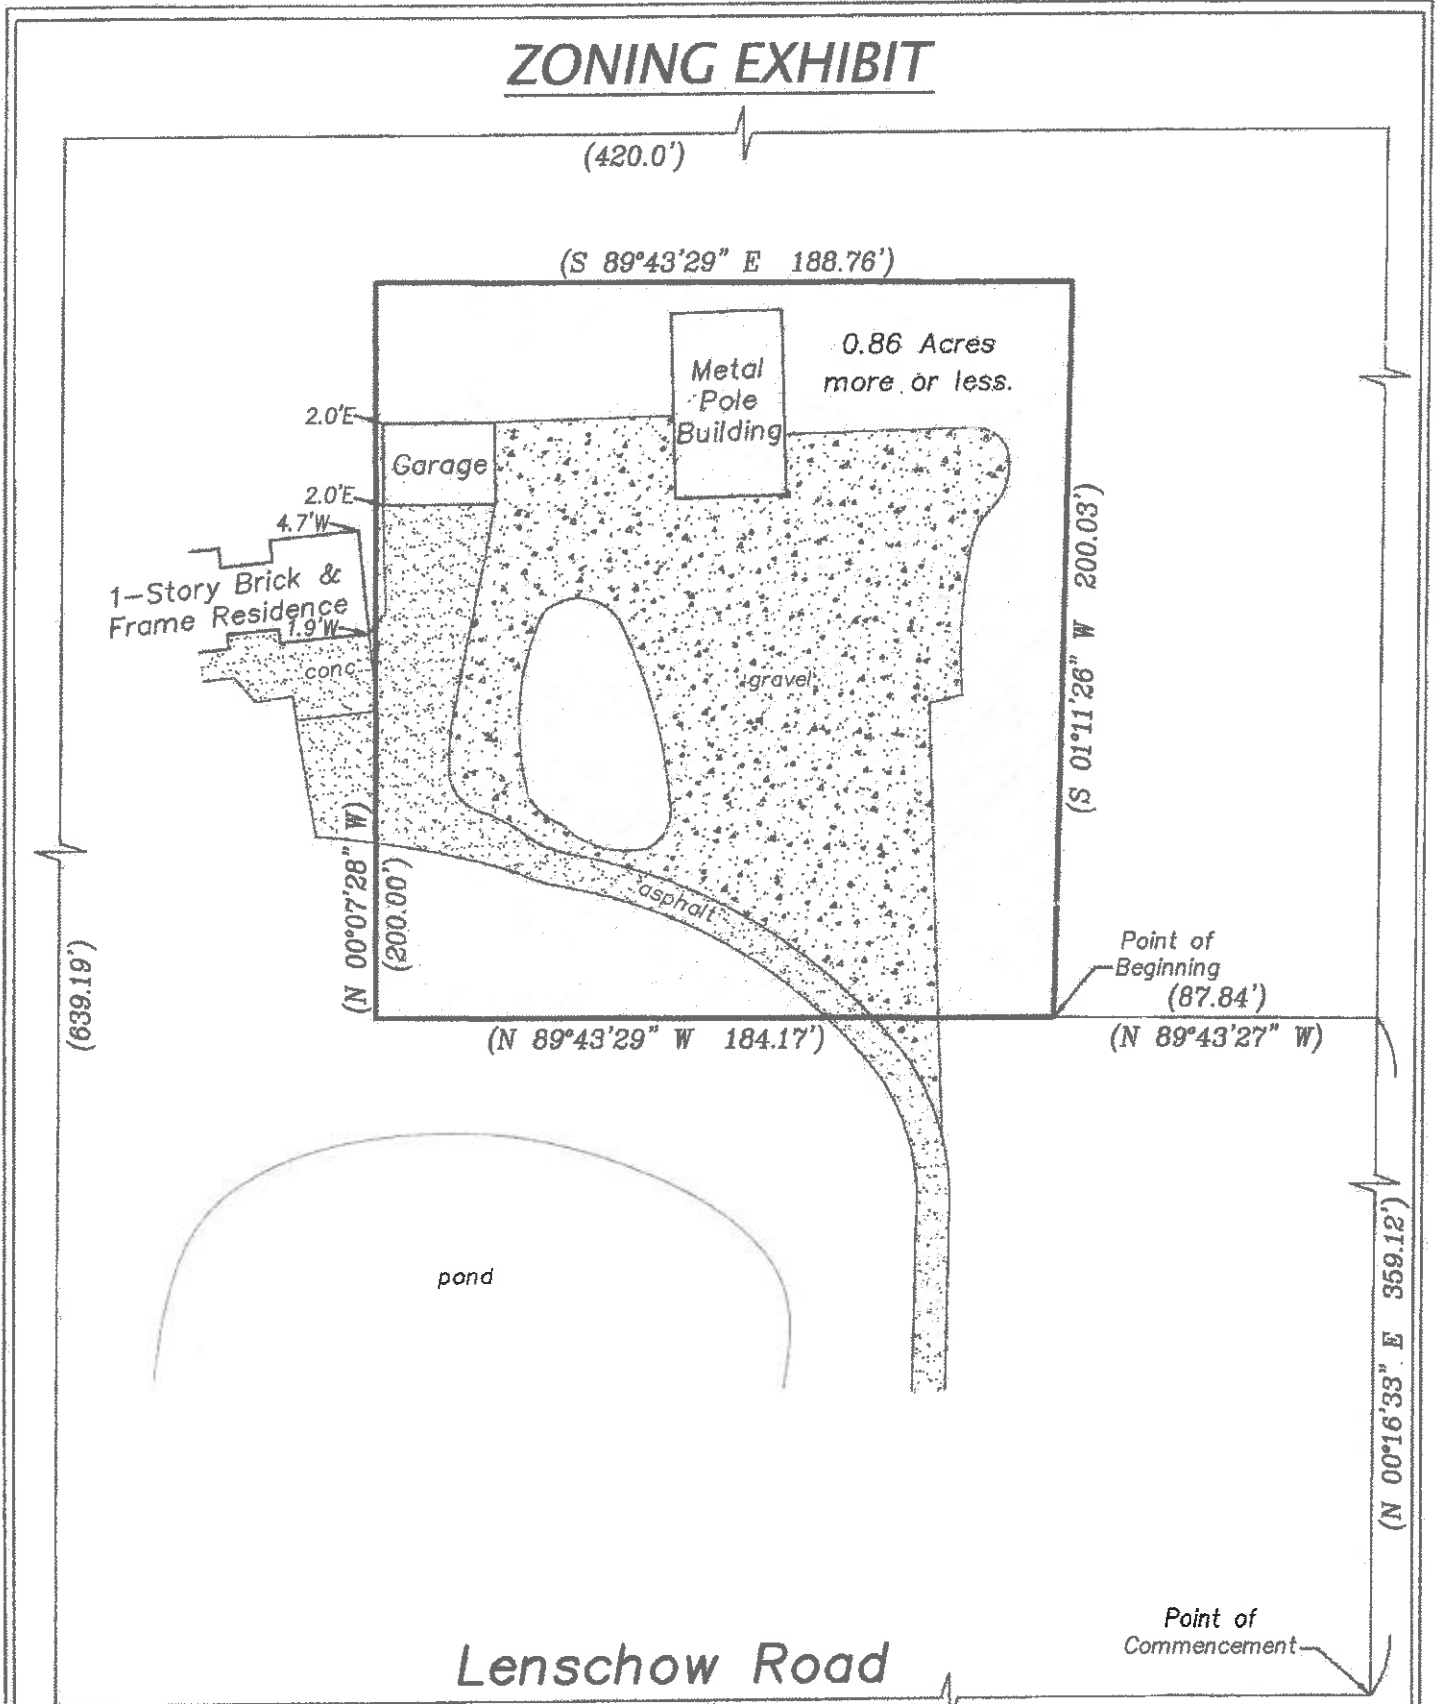 ZONING EXHIBIT
(420.0')
(S 89°43'29" E 188.76')
0.86 Acres
more or less.
Metal
Pole
Building
2.0'E
Garage
2.0'E
4.7'W
1-Story Brick &
Frame Residence
1.9'W
conc
gravel
(S 01°11'26" W 200.03')
(N 00°07'28" W)
(200.00')
asphalt
(639.19')
Point of
Beginning
(87.84')
(N 89°43'29" W 184.17')
(N 89°43'27" W)
pond
(N 00°16'33" E 359.12')
Point of
Commencement
Lenschow Road